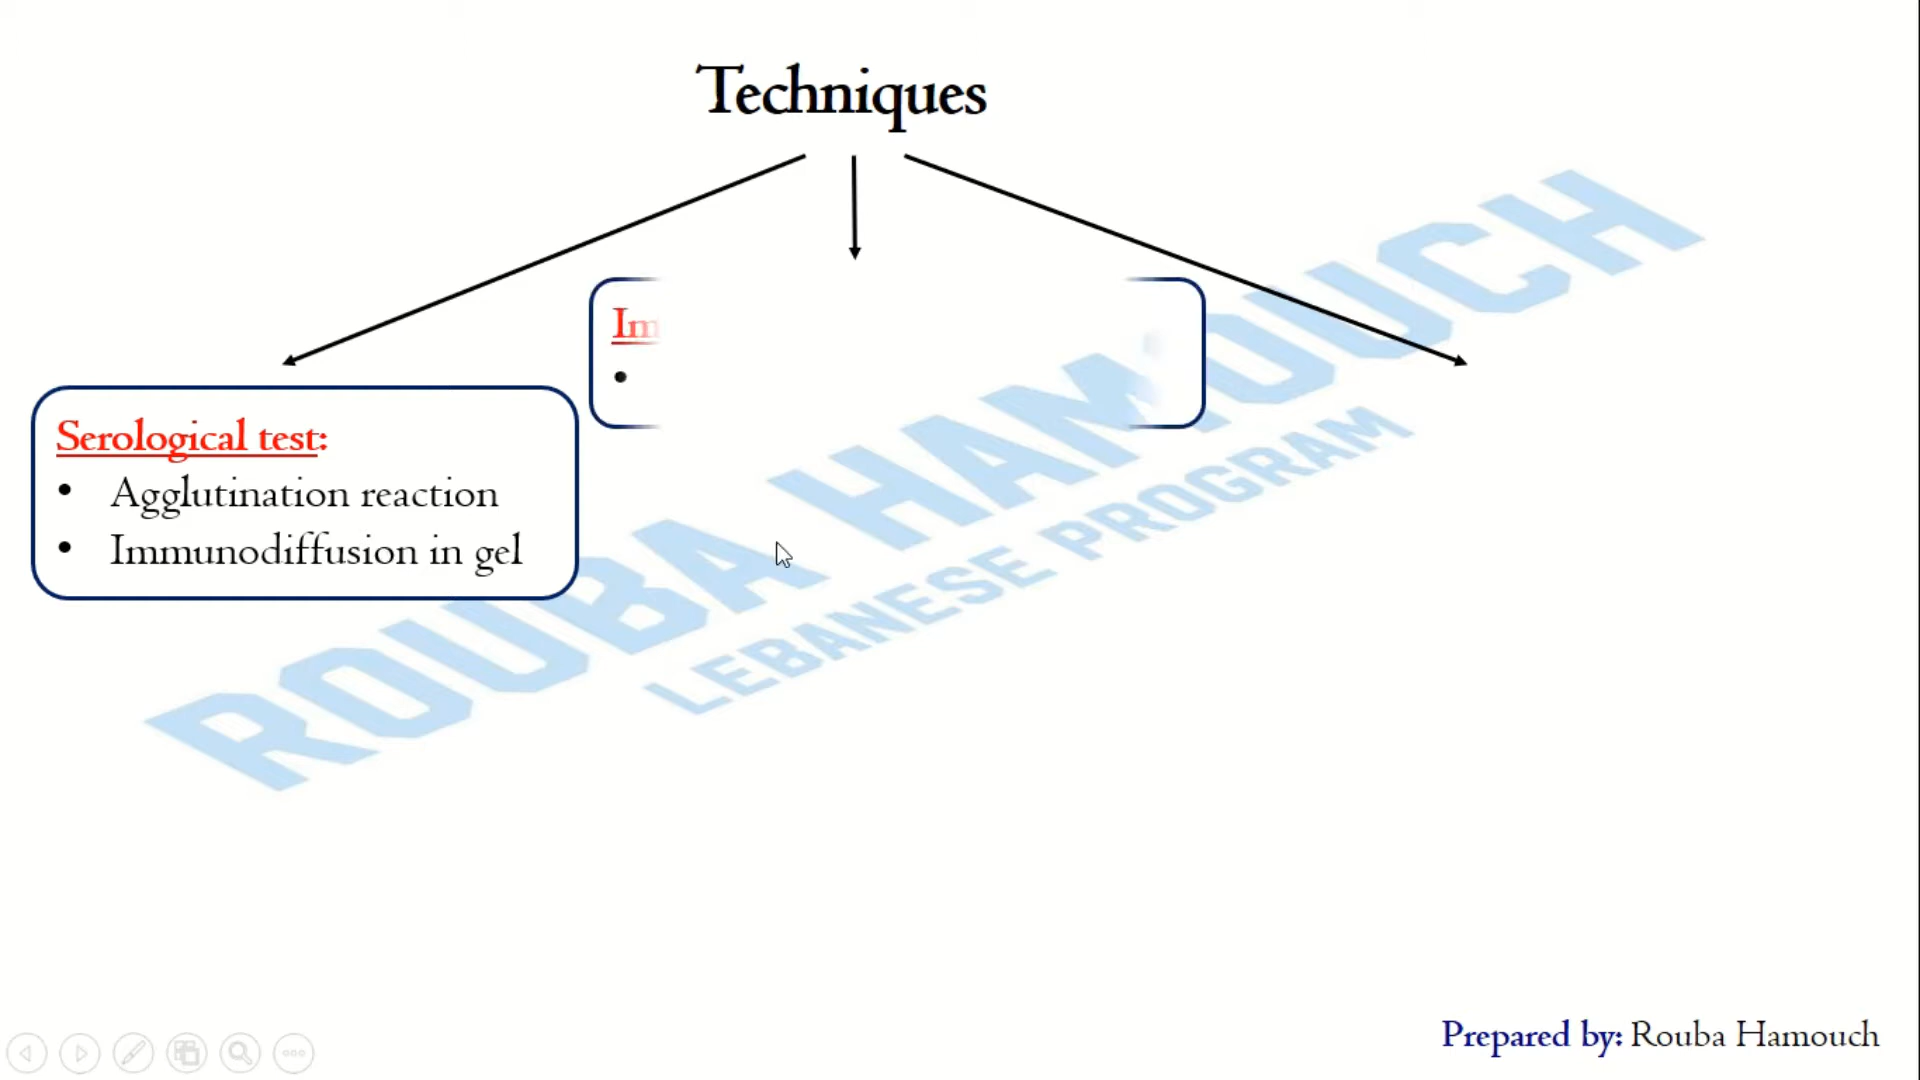 Techniques
Serological test:
• Agglutination reaction
• Immunodiffusion in gel
•
ROUBA HAMOUCH
LEBANESE PROGRAM
Prepared by: Rouba Hamouch